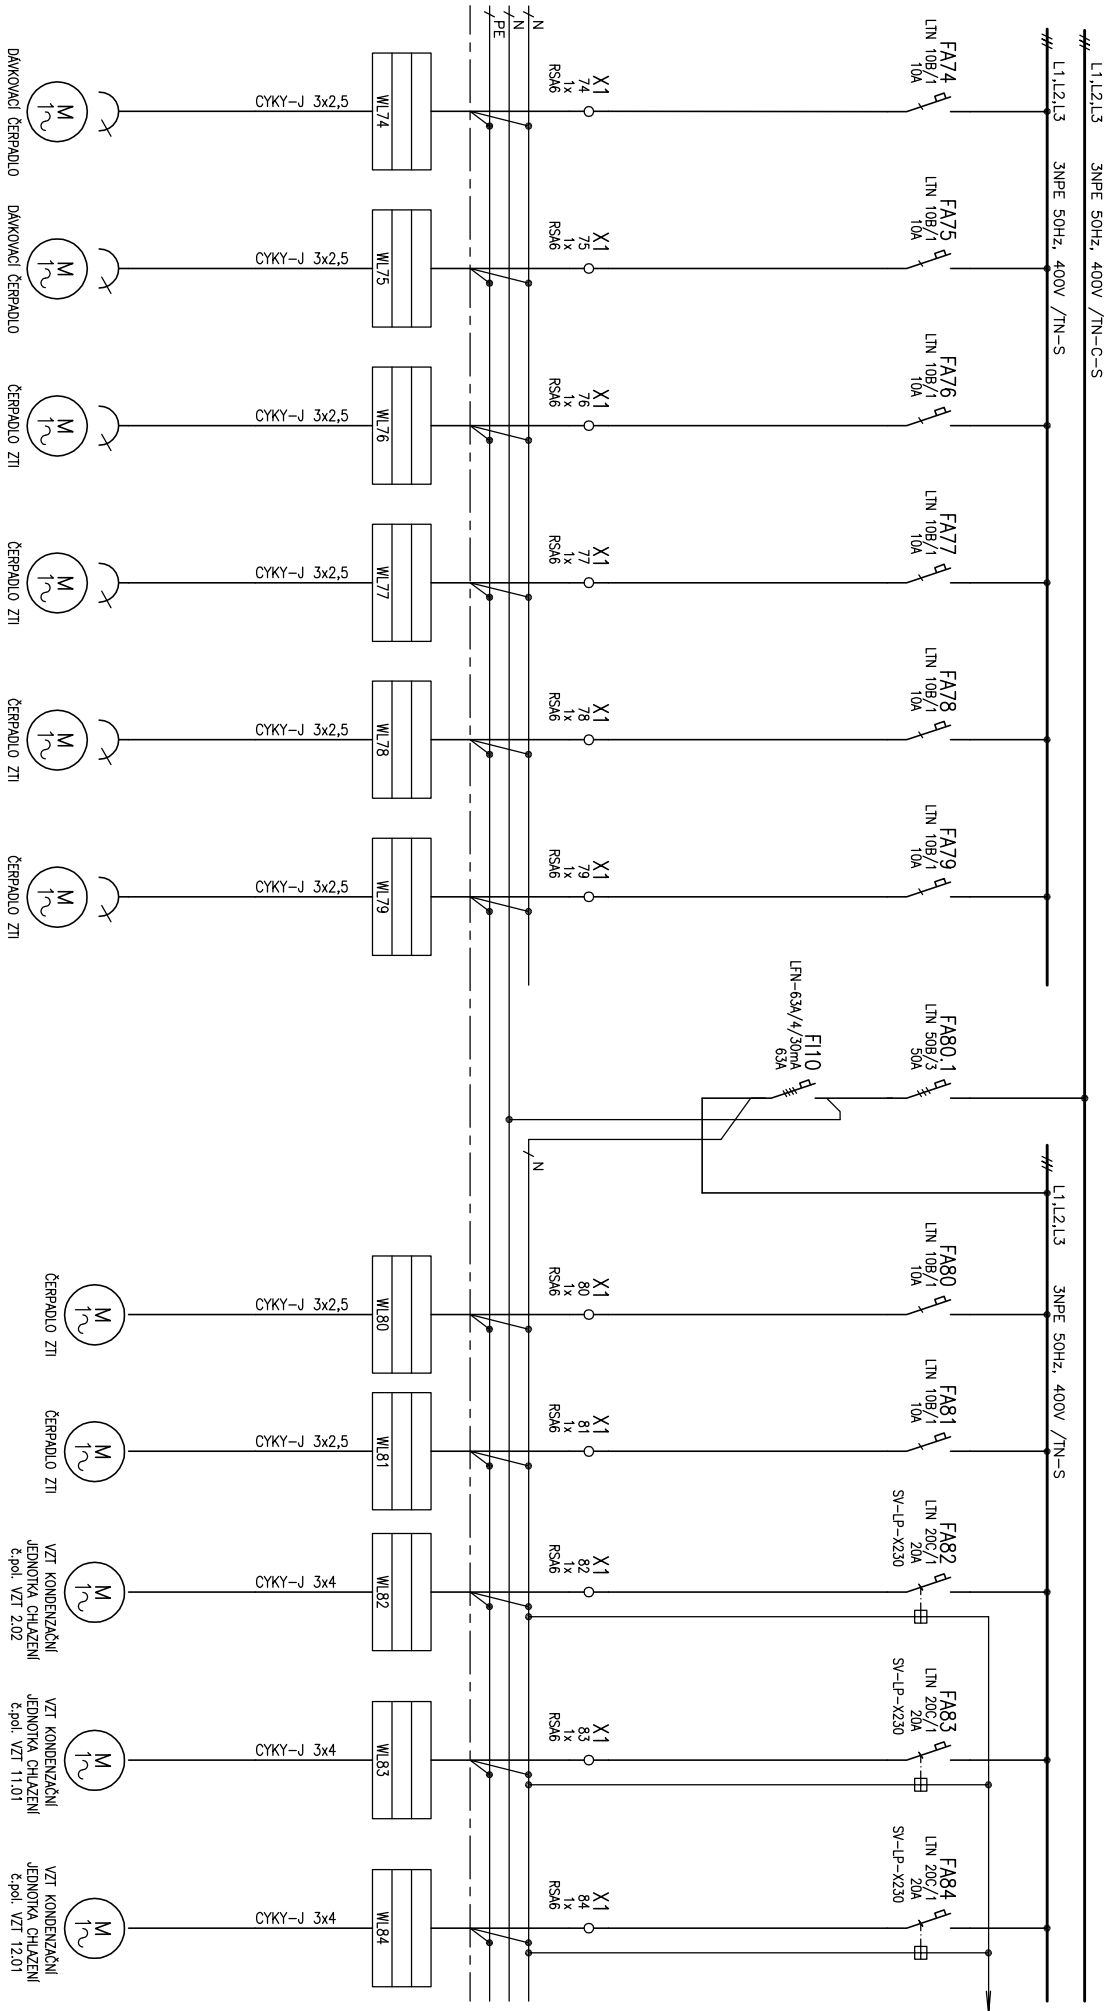 L1,L2,L3 3NPE 50Hz, 400V /TN-C-S
L1,L2,L3 3NPE 50Hz, 400V /TN-S
L1,L2,L3 3NPE 50Hz, 400V /TN-S
FA74
LTN 10B/1
10A
FA75
LTN 10B/1
10A
FA76
LTN 10B/1
10A
FA77
LTN 10B/1
10A
FA78
LTN 10B/1
10A
FA79
LTN 10B/1
10A
FA80.1
LTN 50B/3
50A
FA80
LTN 10B/1
10A
FA81
LTN 10B/1
10A
FA82
LTN 20C/1
20A
SV-LP-X230
FA83
LTN 20C/1
20A
SV-LP-X230
FA84
LTN 20C/1
20A
SV-LP-X230
FI10
LFN-63A/4/30mA
63A
X1
74
1x
RSA6
X1
75
1x
RSA6
X1
76
1x
RSA6
X1
77
1x
RSA6
X1
78
1x
RSA6
X1
79
1x
RSA6
X1
80
1x
RSA6
X1
81
1x
RSA6
X1
82
1x
RSA6
X1
83
1x
RSA6
X1
84
1x
RSA6
N
N
PE
N
WL74
WL75
WL76
WL77
WL78
WL79
WL80
WL81
WL82
WL83
WL84
CYKY-J 3x2,5
CYKY-J 3x2,5
CYKY-J 3x2,5
CYKY-J 3x2,5
CYKY-J 3x2,5
CYKY-J 3x2,5
CYKY-J 3x2,5
CYKY-J 3x2,5
CYKY-J 3x4
CYKY-J 3x4
CYKY-J 3x4
M
1~
M
1~
M
1~
M
1~
M
1~
M
1~
M
1~
M
1~
M
1~
M
1~
M
1~
DÁVKOVACÍ ČERPADLO
DÁVKOVACÍ ČERPADLO
ČERPADLO ZTI
ČERPADLO ZTI
ČERPADLO ZTI
ČERPADLO ZTI
ČERPADLO ZTI
ČERPADLO ZTI
VZT KONDENZAČNÍ
JEDNOTKA CHLAZENÍ
č.pol. VZT 2.02
VZT KONDENZAČNÍ
JEDNOTKA CHLAZENÍ
č.pol. VZT 11.01
VZT KONDENZAČNÍ
JEDNOTKA CHLAZENÍ
č.pol. VZT 12.01